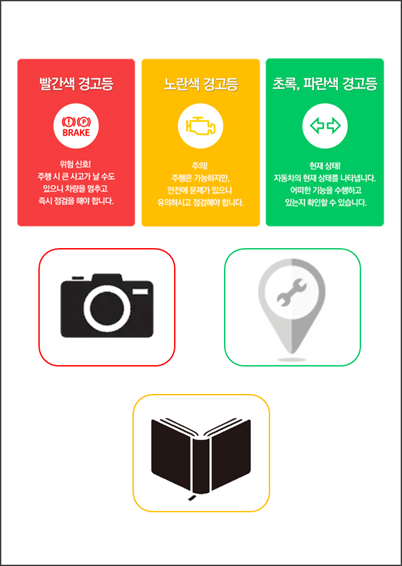 빨간색 경고등
BRAKE
위험 신호!
주행 시 큰 사고가 날 수도
있으니 차량을 멈추고
즉시 점검을 해야 합니다.
노란색 경고등
주의!
주행은 가능하지만,
안전에 문제가 있으니
유의하시고 점검해야 합니다.
초록, 파란색 경고등
현재 상태!
자동차의 현재 상태를 나타냅니다.
어떠한 기능을 수행하고
있는지 확인할 수 있습니다.